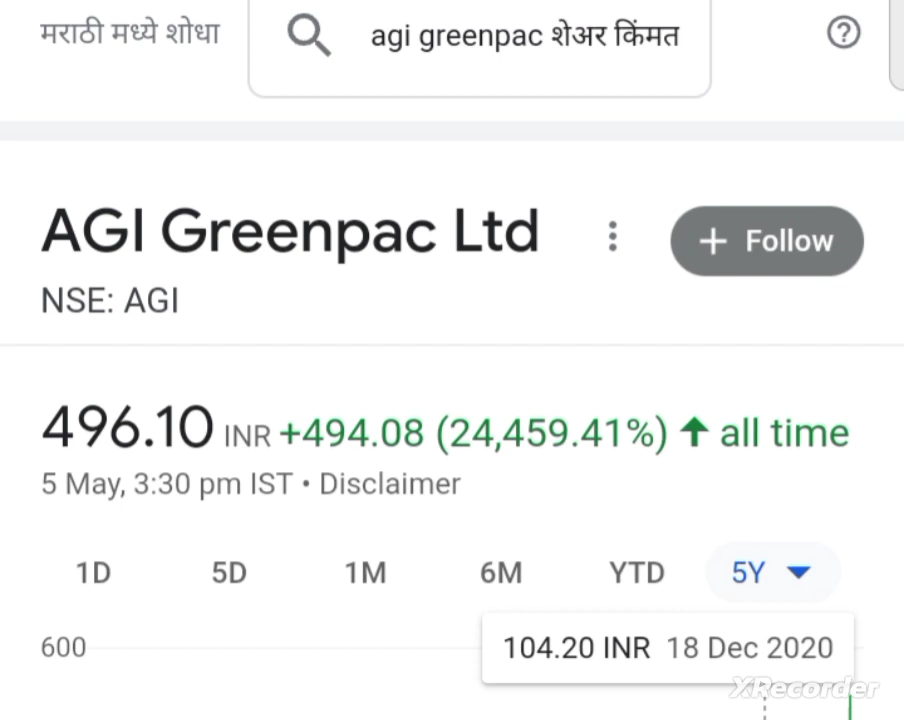 मराठी मध्ये शोधा
agi greenpac शेअर किंमत
AGI Greenpac Ltd
+ Follow
NSE: AGI
496.10 INR +494.08 (24,459.41%) ↑ all time
5 May, 3:30 pm IST • Disclaimer
1D 5D 1M 6M YTD 5Y
600
104.20 INR 18 Dec 2020
XRecorder